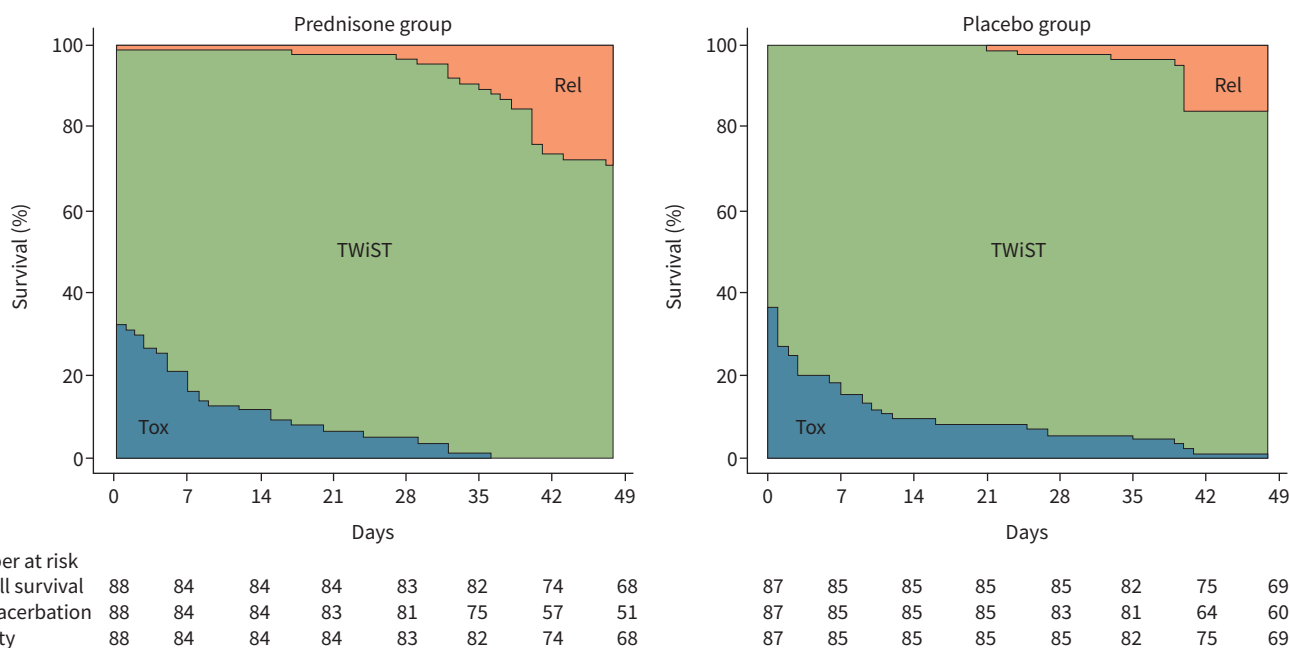 Prednisone group
Placebo group
100
80
60
40
20
0
Survival (%)
Rel
TWiST
Tox
0 7 14 21 28 35 42 49
Days
100
80
60
40
20
0
Survival (%)
Rel
TWiST
Tox
0 7 14 21 28 35 42 49
Days
at risk
survival 88 84 84 84 83 82 74 68 87 85 85 85 85 82 75 69
88 84 84 83 81 75 57 51 87 85 85 85 83 81 64 60
88 84 84 84 83 82 74 68 87 85 85 85 85 82 75 69